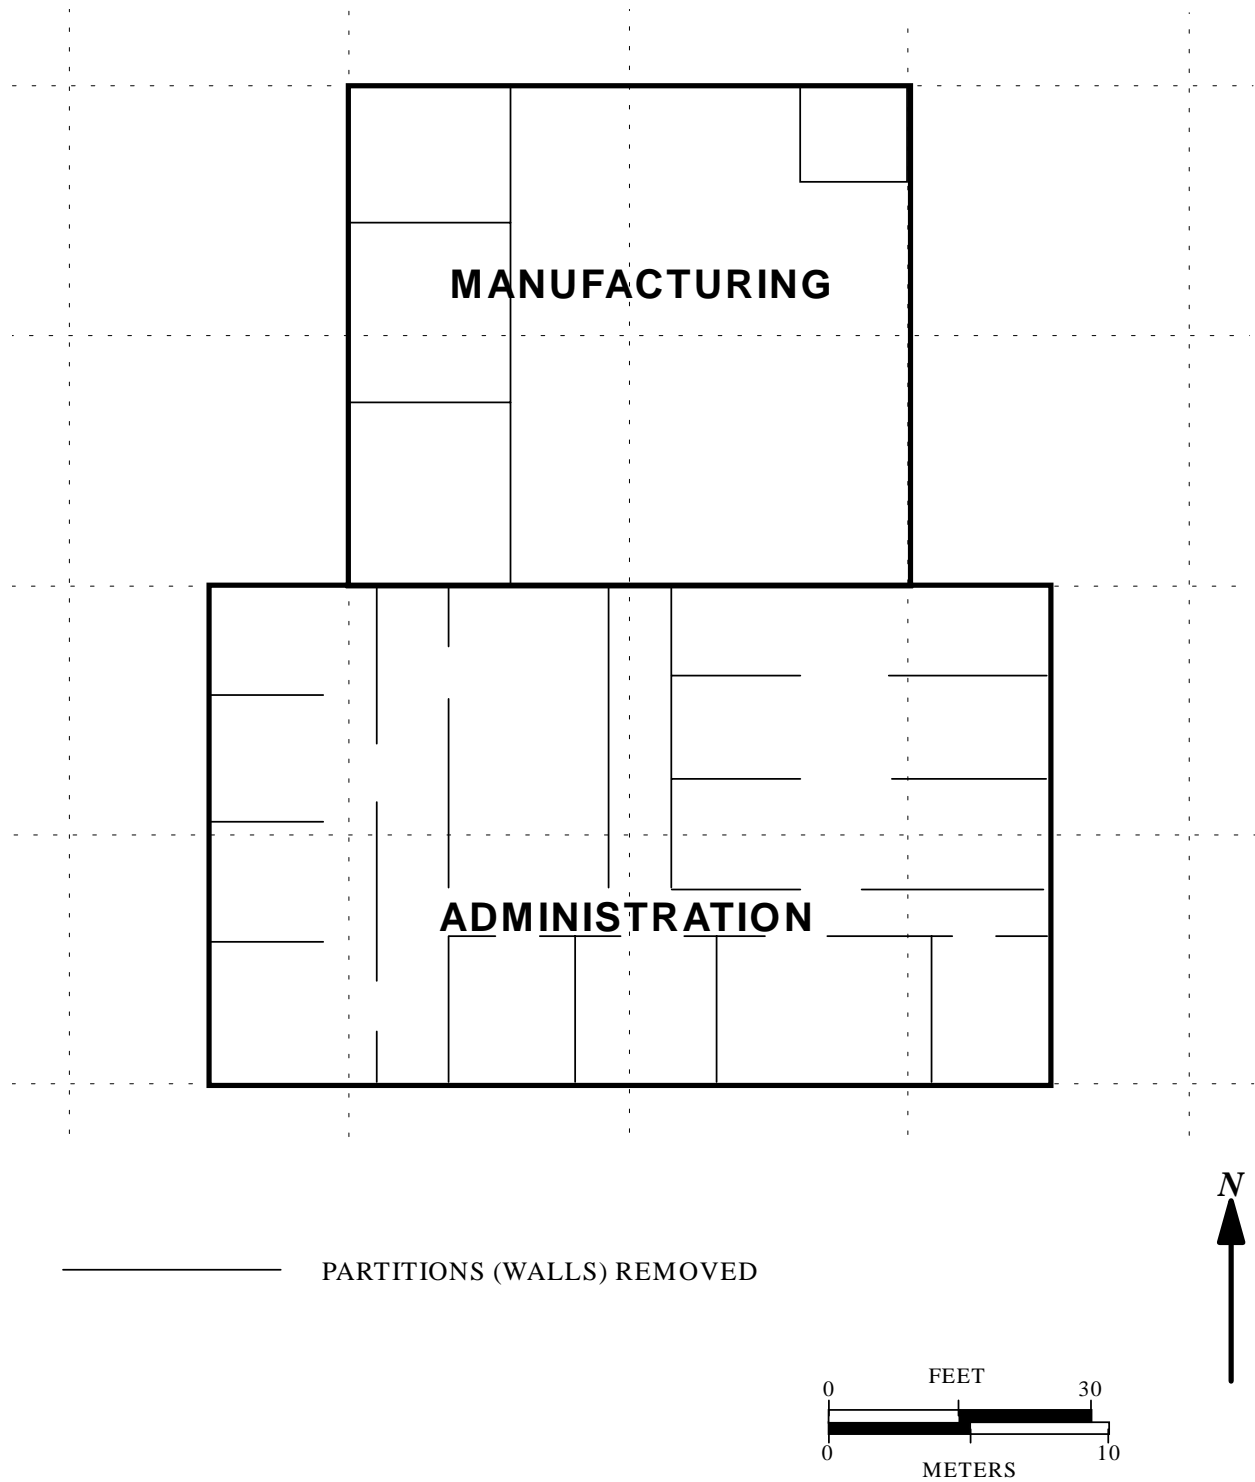 MANUFACTURING
ADMINISTRATION
N
PARTITIONS (WALLS) REMOVED
FEET
0 30
0 10
METERS